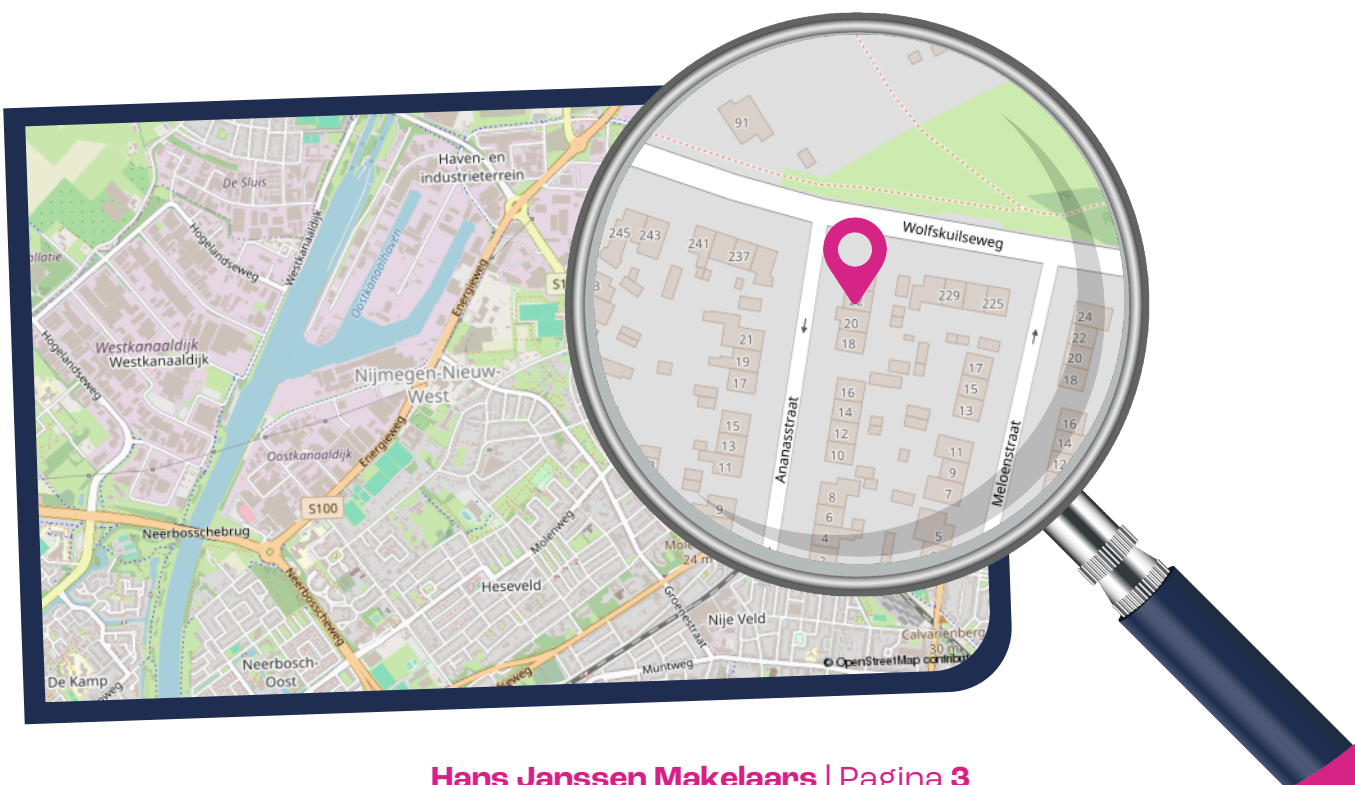 De Sluis
Haven- en
industrieterrein
Hogelandseweg
Westkanaaldijk
Oostkanaalhaven
Energieweg
Westkanaaldijk
Westkanaaldijk
Hogelandseweg
Nijmegen-Nieuw-
West
Oostkanaaldijk
Energieweg
S100
Neerbosschebrug
Molenweg
Heseveld
24 m
Neerbosscheweg
Groenestraat
Nije Veld
Calvariënberg
30 m
Neerbosch-
Oost
Muntweg
De Kamp
© OpenStreetMap
91
Wolfskuilseweg
245 243
241
237
229
225
20
18
21
19
17
16
14
12
10
15
13
11
8
6
4
9
17
15
13
11
9
7
5
24
22
20
18
16
14
12
Ananasstraat
Meloenstraat
Hans Janssen Makelaars | Pagina 3